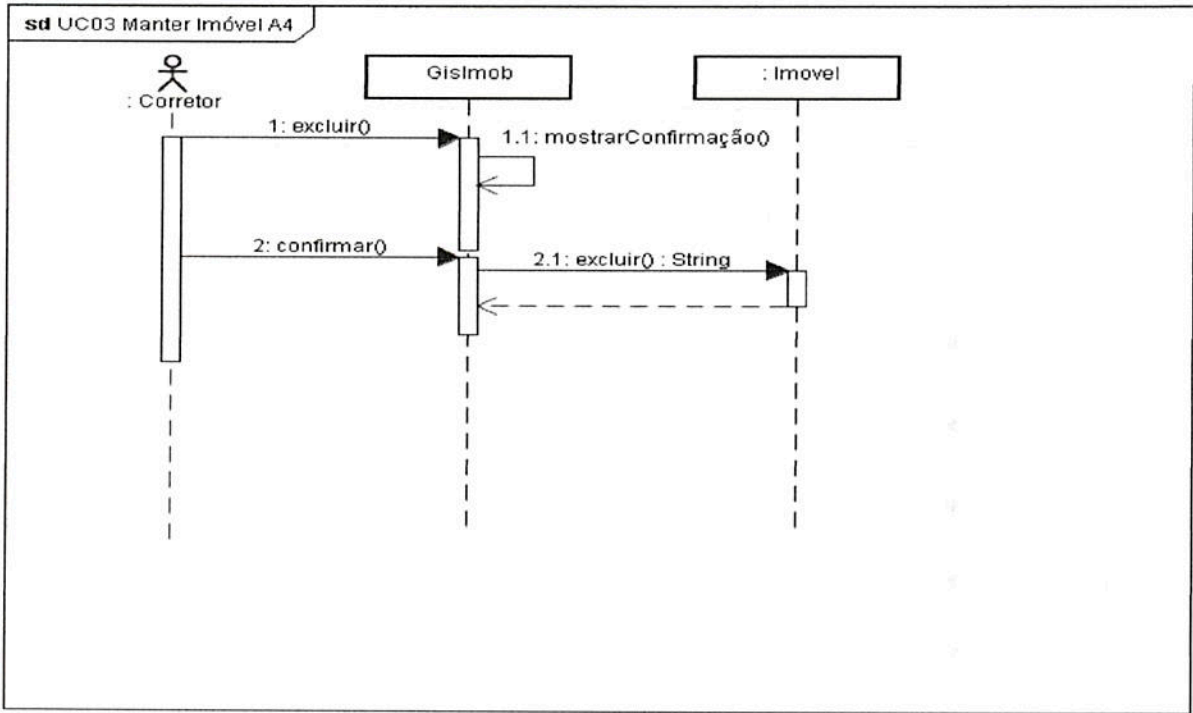 sd UC03 Manter Imóvel A4
: Corretor
GisImob
: Imovel
1: excluir()
1.1: mostrarConfirmação()
2: confirmar()
2.1: excluir() : String